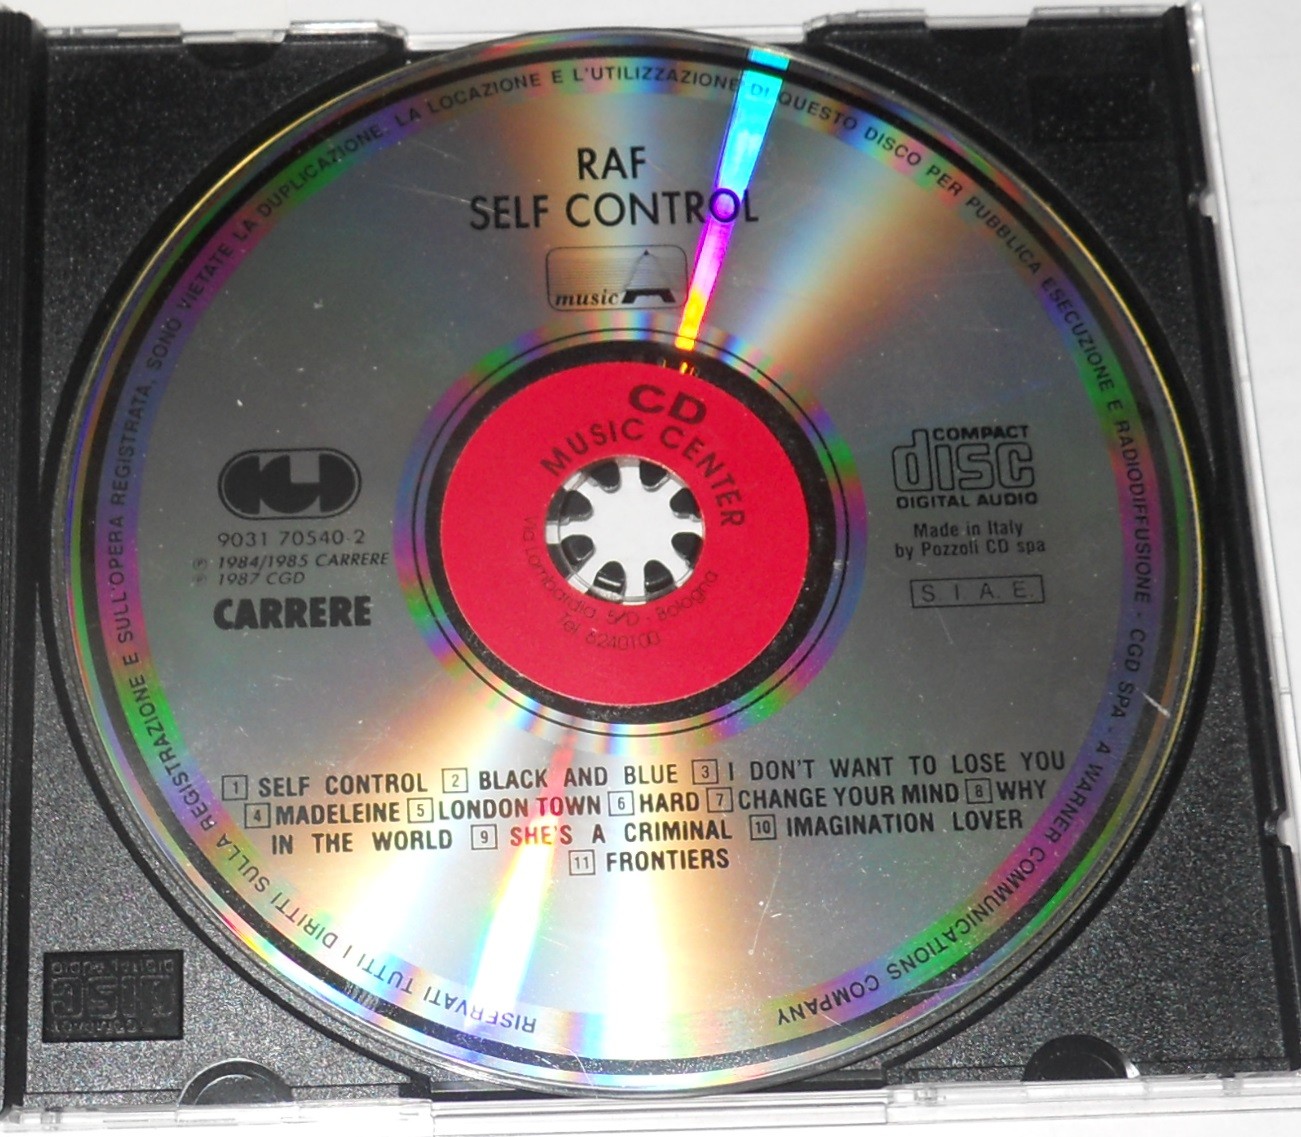 RISERVATI TUTTI I DIRITTI SULLA REGISTRAZIONE E SULL'OPERA REGISTRATA. SONO VIETATE LA DUPLICAZIONE, LA LOCAZIONE E L'UTILIZZAZIONE DI QUESTO DISCO PER PUBBLICA ESECUZIONE E RADIODIFFUSIONE - CGD SPA - A WARNER COMMUNICATIONS COMPANY
RAF
SELF CONTROL
music A
CD
MUSIC CENTER
Via Lombardia 5/D - Bologna
Tel. 6240100
9031 70540-2
℗ 1984/1985 CARRERE
℗ 1987 CGD
CARRERE
COMPACT
disc
DIGITAL AUDIO
Made in Italy
by Pozzoli CD spa
S. I. A. E.
1 SELF CONTROL 2 BLACK AND BLUE 3 I DON'T WANT TO LOSE YOU
4 MADELEINE 5 LONDON TOWN 6 HARD 7 CHANGE YOUR MIND 8 WHY
IN THE WORLD 9 SHE'S A CRIMINAL 10 IMAGINATION LOVER
11 FRONTIERS